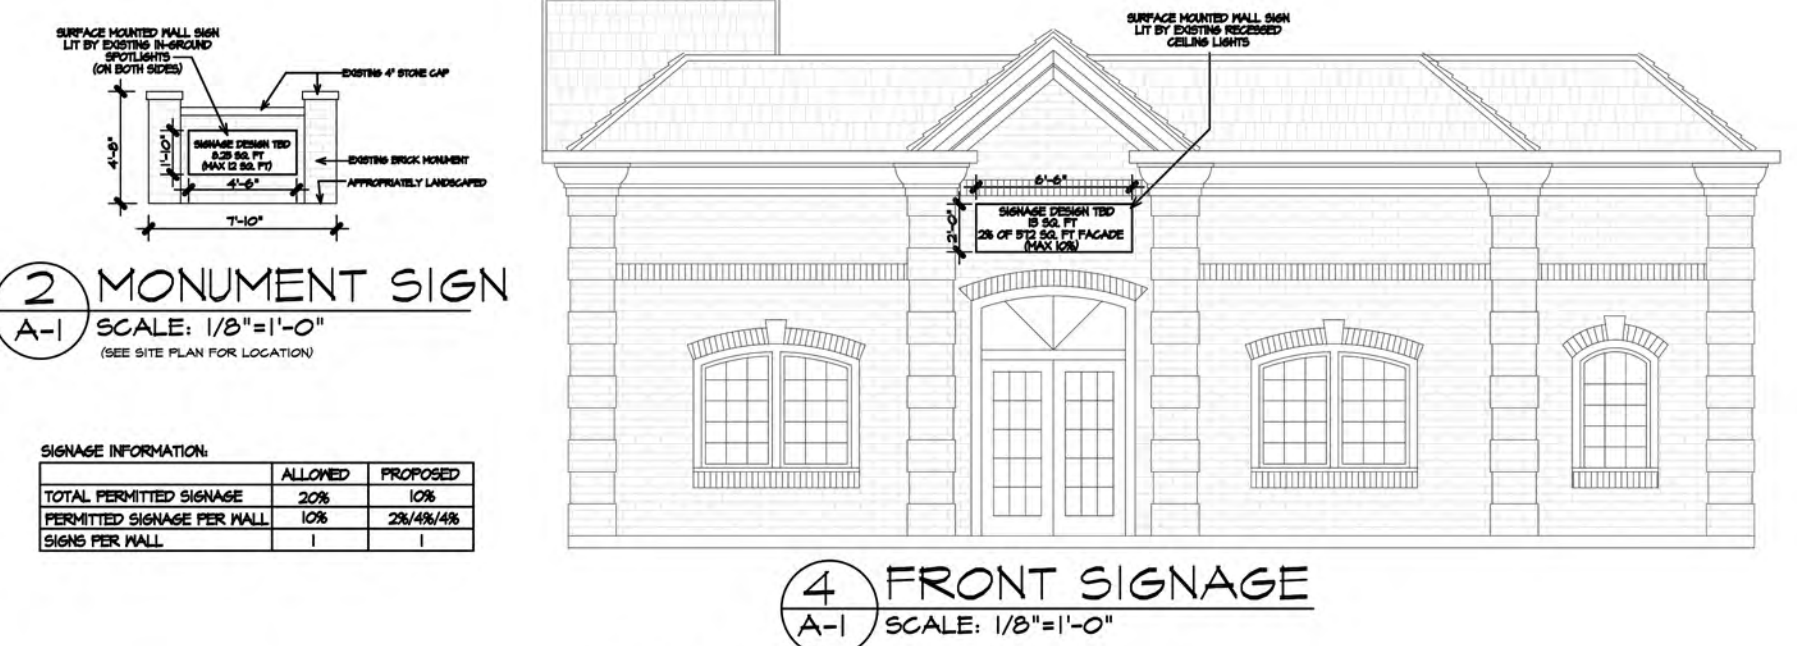 SURFACE MOUNTED WALL SIGN
LIT BY EXISTING IN-GROUND
SPOTLIGHTS
(ON BOTH SIDES)
EXISTING 4" STONE CAP
4'-8"
1'-10"
SIGNAGE DESIGN TBD
8.25 SQ. FT
(MAX 12 SQ. FT)
EXISTING BRICK MONUMENT
4'-6"
APPROPRIATELY LANDSCAPED
7'-10"
2
A-1
MONUMENT SIGN
SCALE: 1/8"=1'-0"
(SEE SITE PLAN FOR LOCATION)
SIGNAGE INFORMATION:
ALLOWED PROPOSED
TOTAL PERMITTED SIGNAGE 20% 10%
PERMITTED SIGNAGE PER WALL 10% 2%/4%/4%
SIGNS PER WALL 1 1
SURFACE MOUNTED WALL SIGN
LIT BY EXISTING RECESSED
CEILING LIGHTS
6'-6"
2'-0"
SIGNAGE DESIGN TBD
13 SQ. FT
2% OF 572 SQ. FT FACADE
(MAX 10%)
4
A-1
FRONT SIGNAGE
SCALE: 1/8"=1'-0"